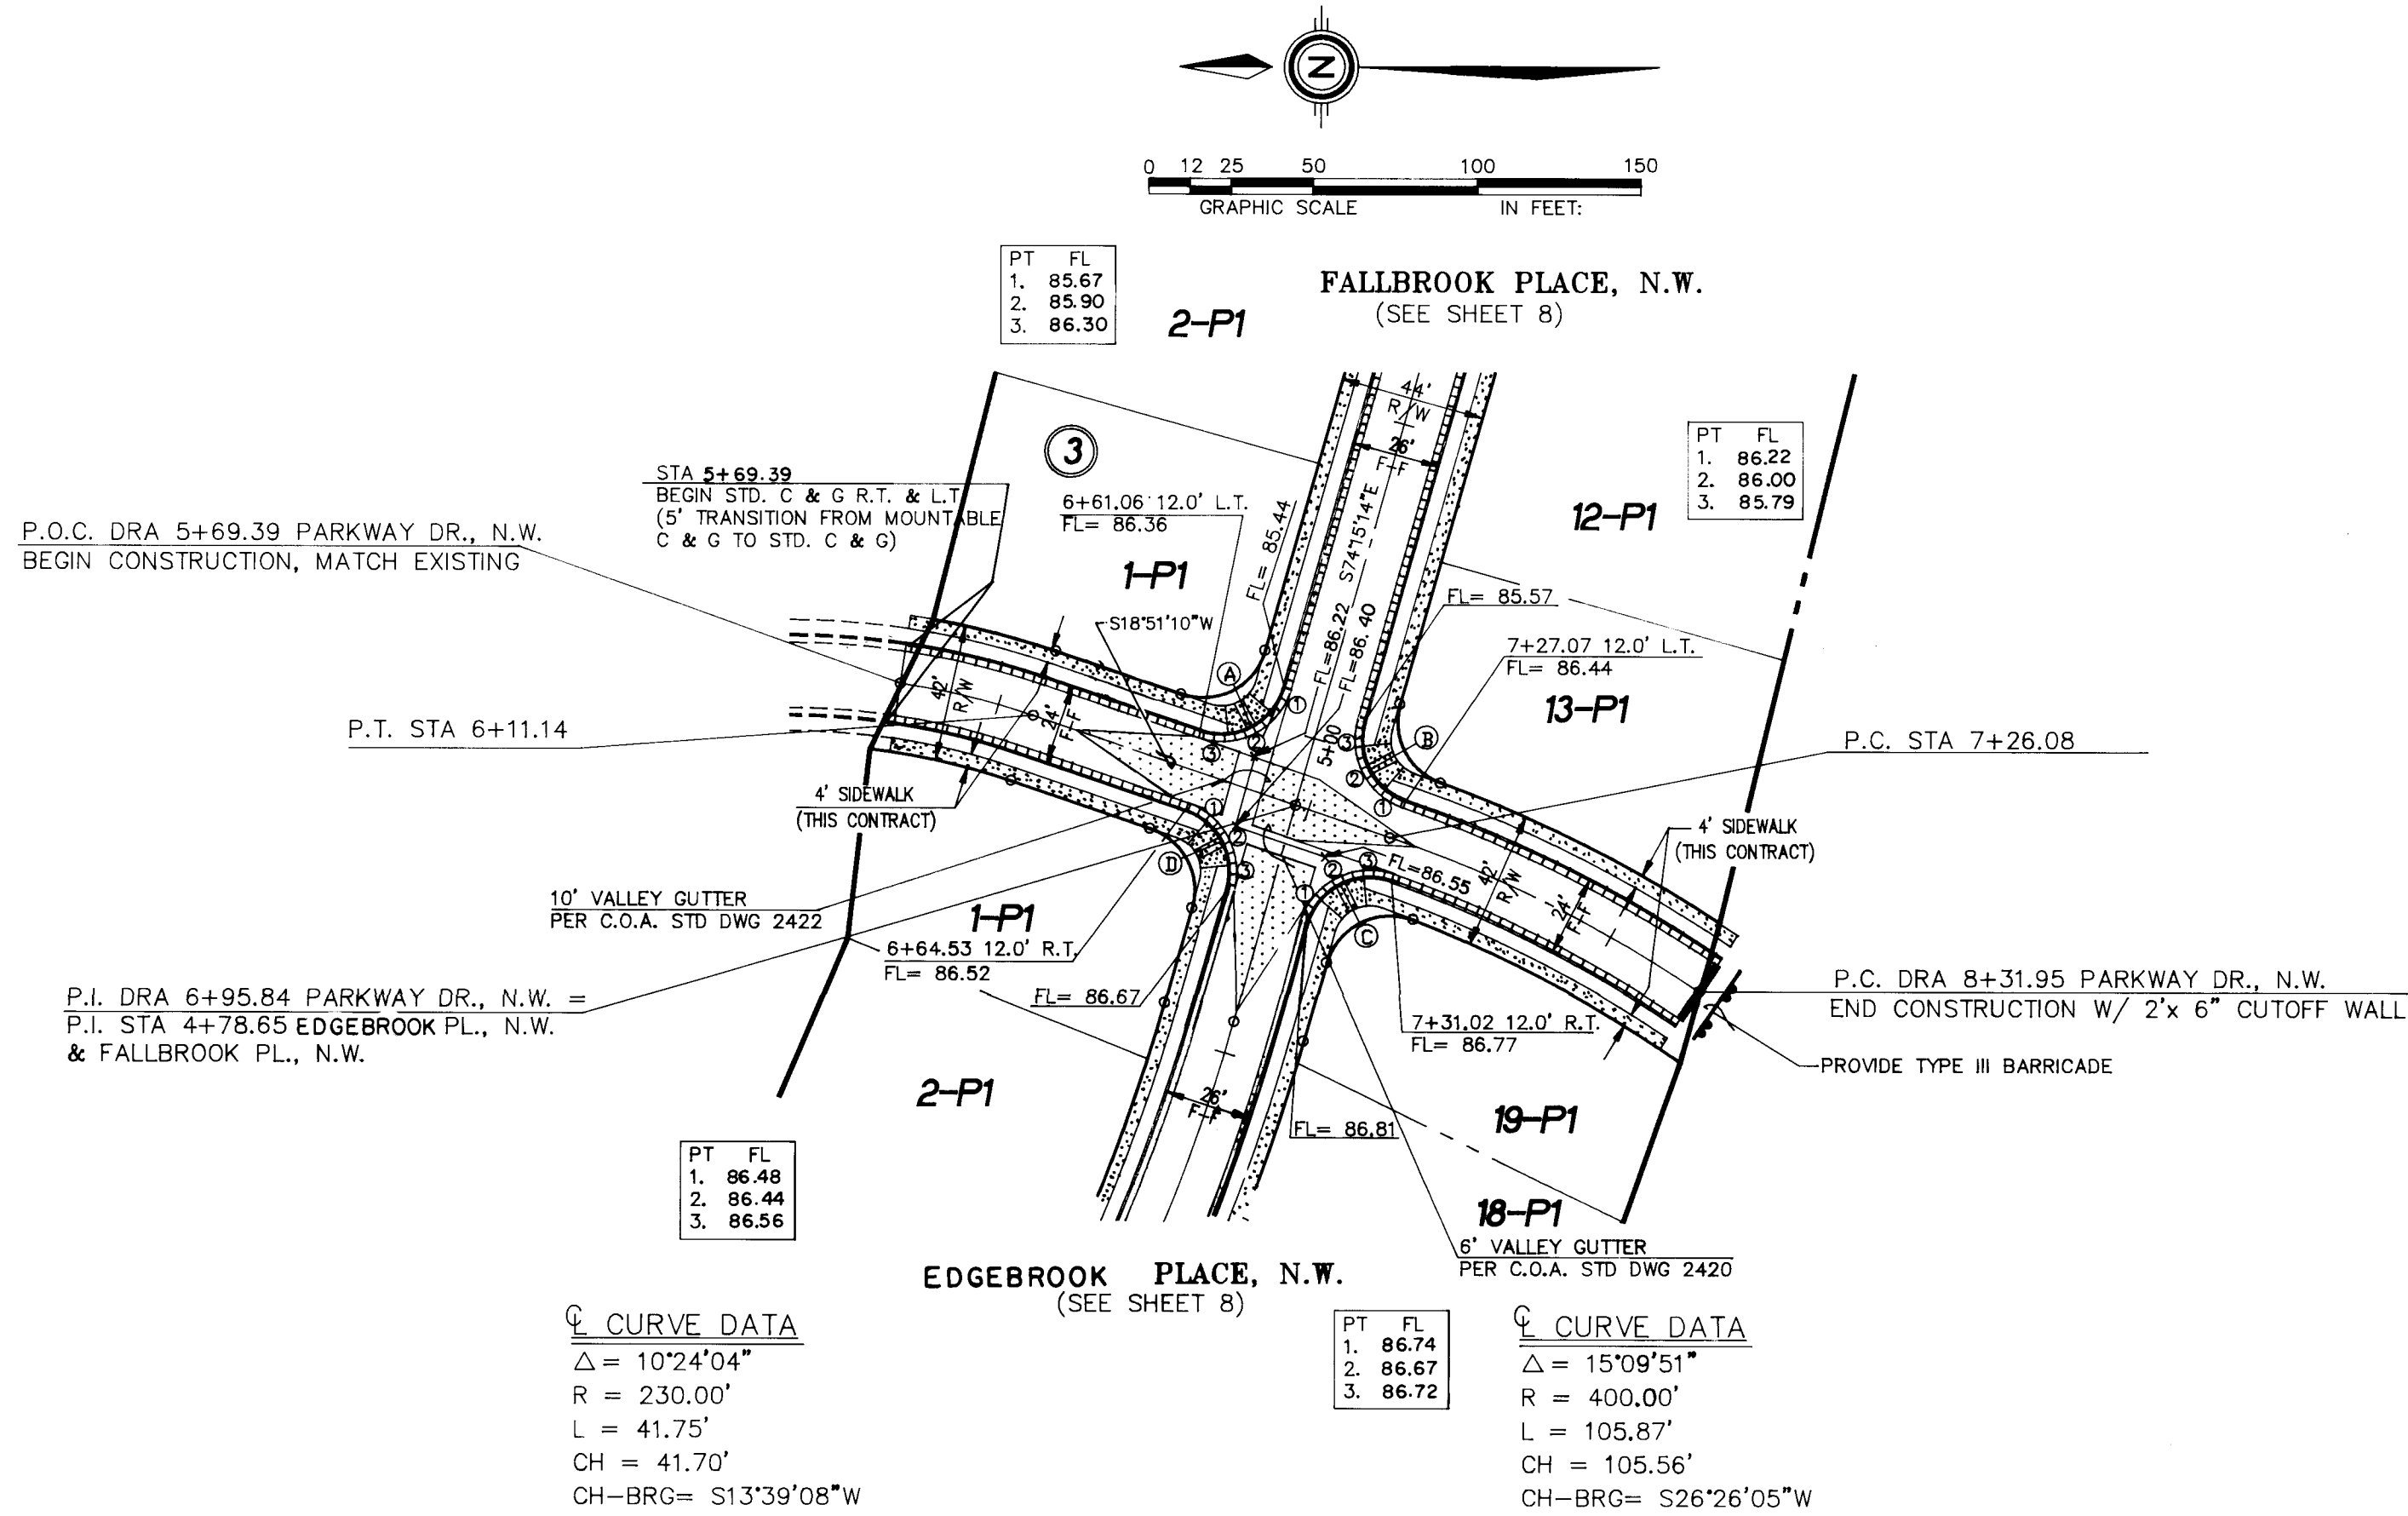 N
0 12 25 50 100 150
GRAPHIC SCALE IN FEET:
PT FL
1. 85.67
2. 85.90
3. 86.30
2-P1
FALLBROOK PLACE, N.W.
(SEE SHEET 8)
44'
R/W
26'
F-F
3
PT FL
1. 86.22
2. 86.00
3. 85.79
STA 5+69.39
BEGIN STD. C & G R.T. & L.T
(5' TRANSITION FROM MOUNTABLE
C & G TO STD. C & G)
6+61.06 12.0' L.T.
FL= 86.36
P.O.C. DRA 5+69.39 PARKWAY DR., N.W.
BEGIN CONSTRUCTION, MATCH EXISTING
12-P1
1-P1
FL= 85.44
S74°15'14"E
FL=86.22
FL=86.40
FL= 85.57
S18°51'10"W
7+27.07 12.0' L.T.
FL= 86.44
13-P1
42'
R/W
24'
F-F
A
1
2
3
P.T. STA 6+11.14
5+00
B
3
2
1
P.C. STA 7+26.08
4' SIDEWALK
(THIS CONTRACT)
1
2
3
D
4' SIDEWALK
(THIS CONTRACT)
1
2
3
C
FL=86.55
42'
R/W
24'
F-F
10' VALLEY GUTTER
PER C.O.A. STD DWG 2422
1-P1
6+64.53 12.0' R.T.
FL= 86.52
FL= 86.67
P.I. DRA 6+95.84 PARKWAY DR., N.W. =
P.I. STA 4+78.65 EDGEBROOK PL., N.W.
& FALLBROOK PL., N.W.
7+31.02 12.0' R.T.
FL= 86.77
P.C. DRA 8+31.95 PARKWAY DR., N.W.
END CONSTRUCTION W/ 2'x 6" CUTOFF WALL
PROVIDE TYPE III BARRICADE
2-P1
26'
F-F
FL= 86.81
19-P1
PT FL
1. 86.48
2. 86.44
3. 86.56
18-P1
6' VALLEY GUTTER
PER C.O.A. STD DWG 2420
EDGEBROOK PLACE, N.W.
(SEE SHEET 8)
PT FL
1. 86.74
2. 86.67
3. 86.72
℄ CURVE DATA
△ = 10°24'04"
R = 230.00'
L = 41.75'
CH = 41.70'
CH-BRG= S13°39'08"W
℄ CURVE DATA
△ = 15°09'51"
R = 400.00'
L = 105.87'
CH = 105.56'
CH-BRG= S26°26'05"W